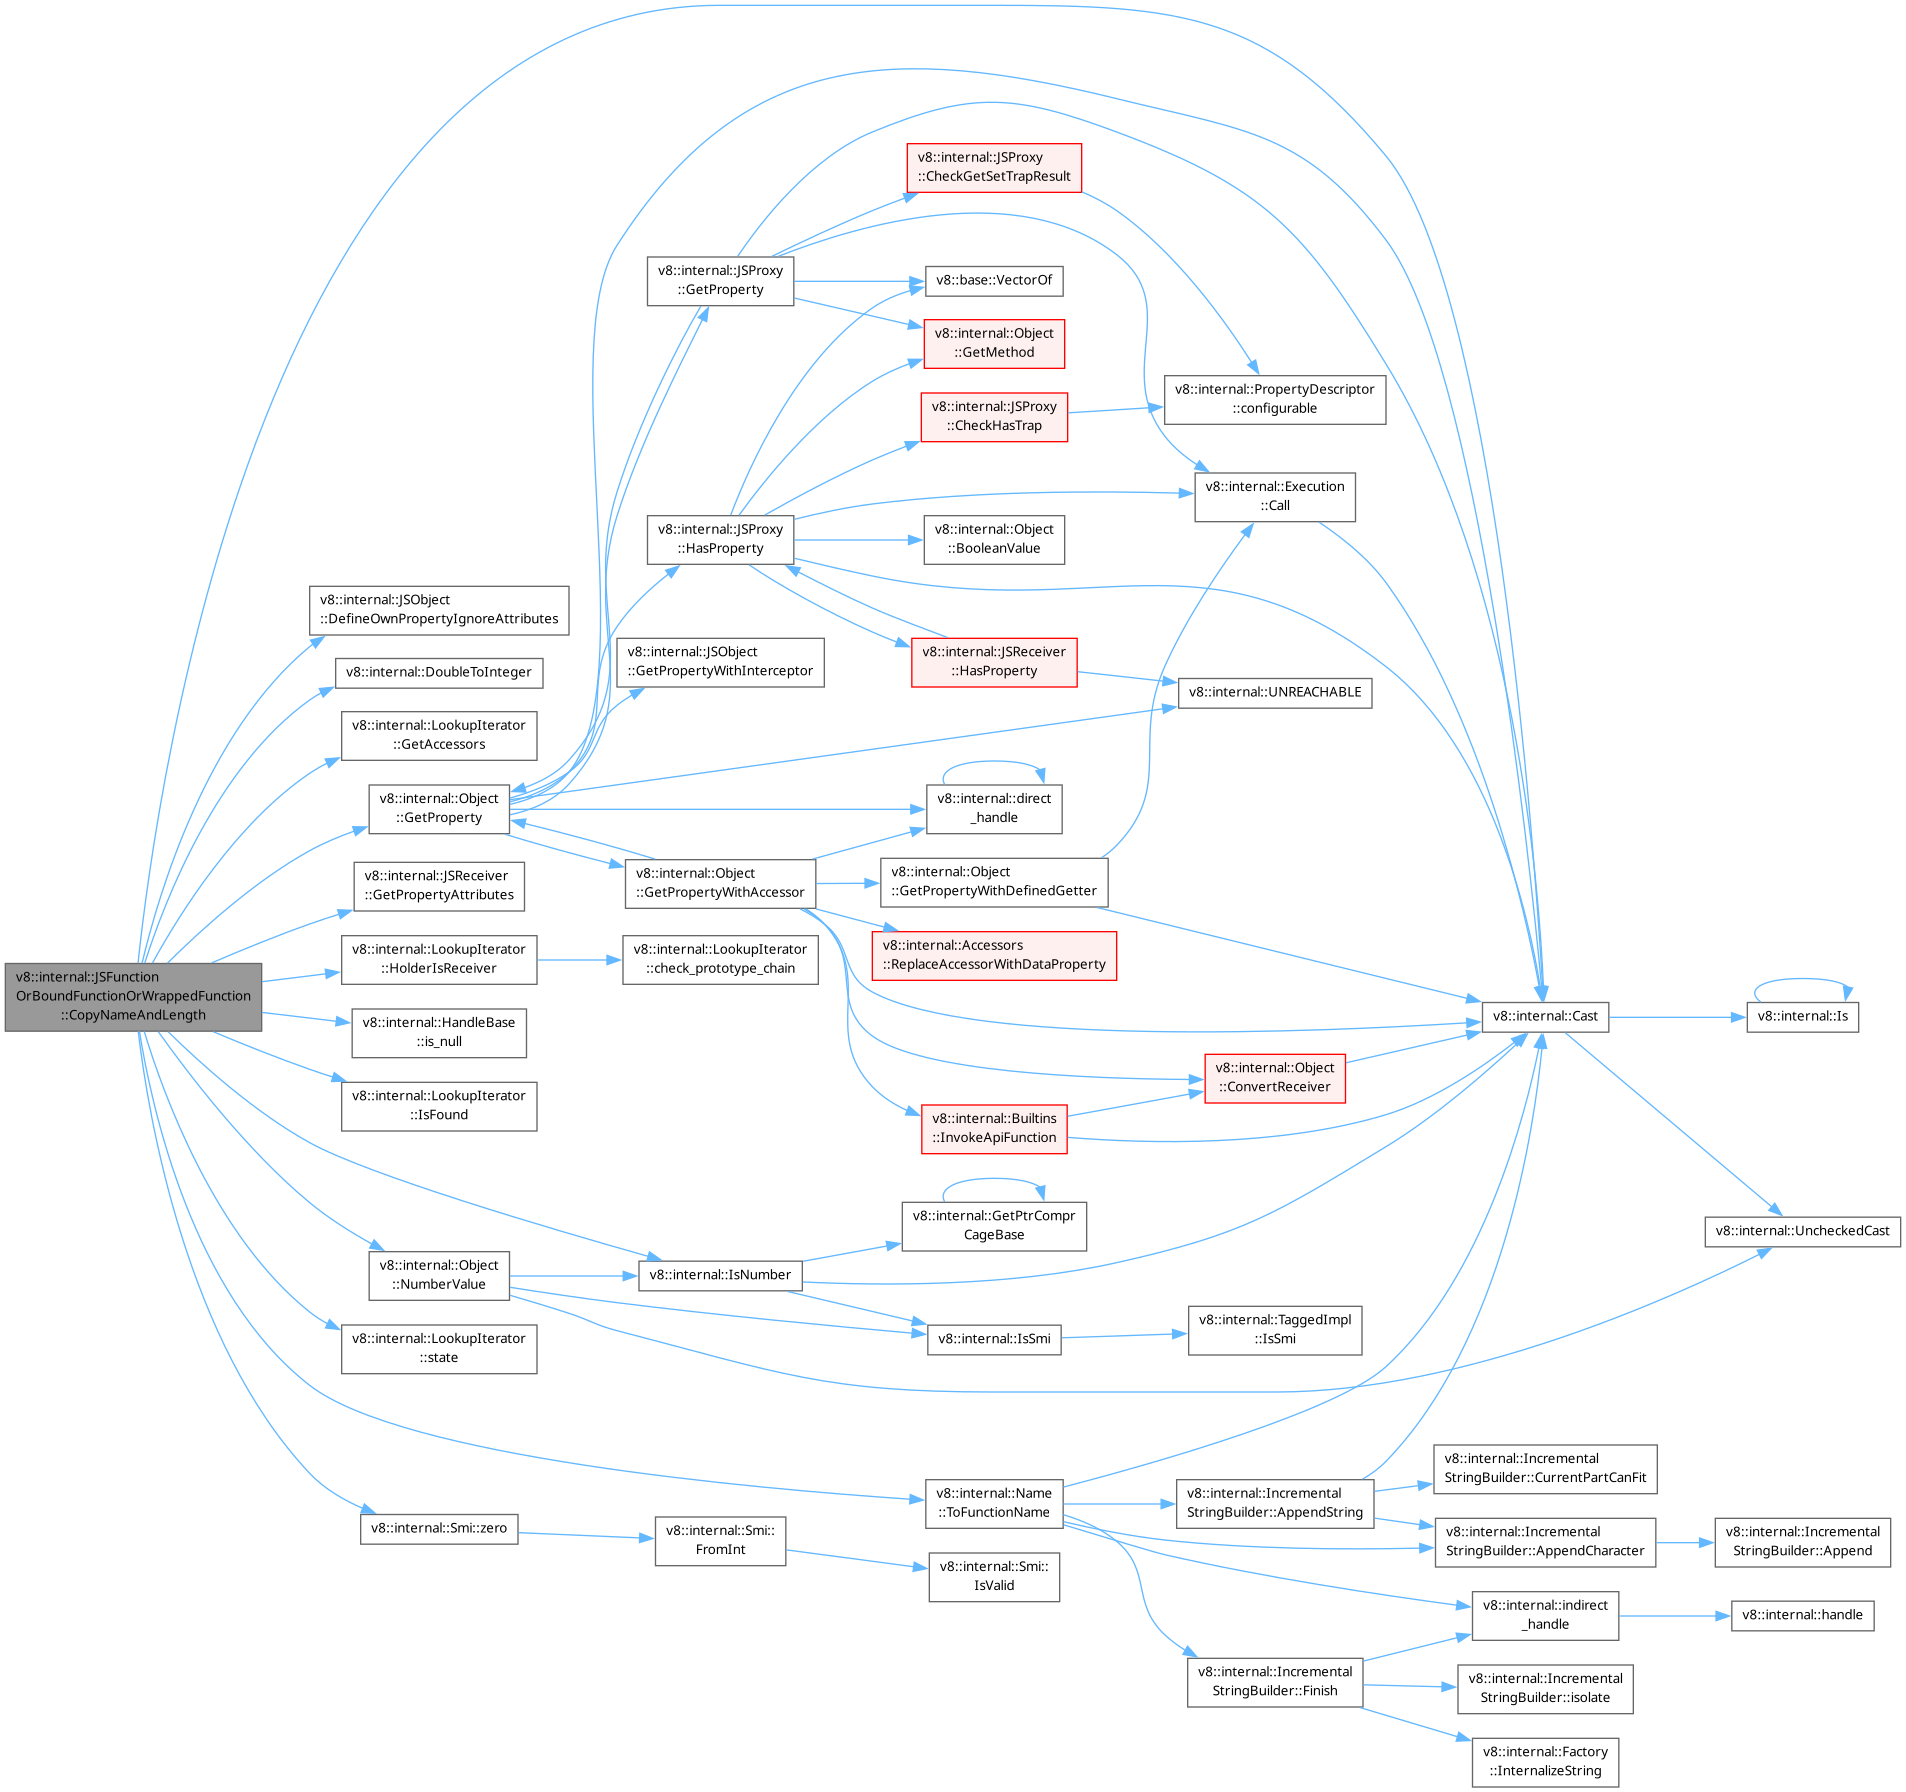 v8::internal::JSFunction
OrBoundFunctionOrWrappedFunction
::CopyNameAndLength
v8::internal::JSObject
::DefineOwnPropertyIgnoreAttributes
v8::internal::DoubleToInteger
v8::internal::LookupIterator
::GetAccessors
v8::internal::Object
::GetProperty
v8::internal::JSReceiver
::GetPropertyAttributes
v8::internal::LookupIterator
::HolderIsReceiver
v8::internal::HandleBase
::is_null
v8::internal::LookupIterator
::IsFound
v8::internal::Object
::NumberValue
v8::internal::LookupIterator
::state
v8::internal::Smi::zero
v8::internal::JSProxy
::GetProperty
v8::internal::JSProxy
::HasProperty
v8::internal::JSObject
::GetPropertyWithInterceptor
v8::internal::Object
::GetPropertyWithAccessor
v8::internal::LookupIterator
::check_prototype_chain
v8::internal::IsNumber
v8::internal::Smi::
FromInt
v8::internal::JSProxy
::CheckGetSetTrapResult
v8::base::VectorOf
v8::internal::Object
::GetMethod
v8::internal::JSProxy
::CheckHasTrap
v8::internal::Object
::BooleanValue
v8::internal::JSReceiver
::HasProperty
v8::internal::direct
_handle
v8::internal::Object
::GetPropertyWithDefinedGetter
v8::internal::Accessors
::ReplaceAccessorWithDataProperty
v8::internal::Builtins
::InvokeApiFunction
v8::internal::GetPtrCompr
CageBase
v8::internal::IsSmi
v8::internal::Name
::ToFunctionName
v8::internal::Smi::
IsValid
v8::internal::PropertyDescriptor
::configurable
v8::internal::Execution
::Call
v8::internal::UNREACHABLE
v8::internal::Object
::ConvertReceiver
v8::internal::TaggedImpl
::IsSmi
v8::internal::Incremental
StringBuilder::AppendString
v8::internal::Incremental
StringBuilder::Finish
v8::internal::Cast
v8::internal::Incremental
StringBuilder::CurrentPartCanFit
v8::internal::Incremental
StringBuilder::AppendCharacter
v8::internal::indirect
_handle
v8::internal::Incremental
StringBuilder::isolate
v8::internal::Factory
::InternalizeString
v8::internal::Is
v8::internal::UncheckedCast
v8::internal::Incremental
StringBuilder::Append
v8::internal::handle